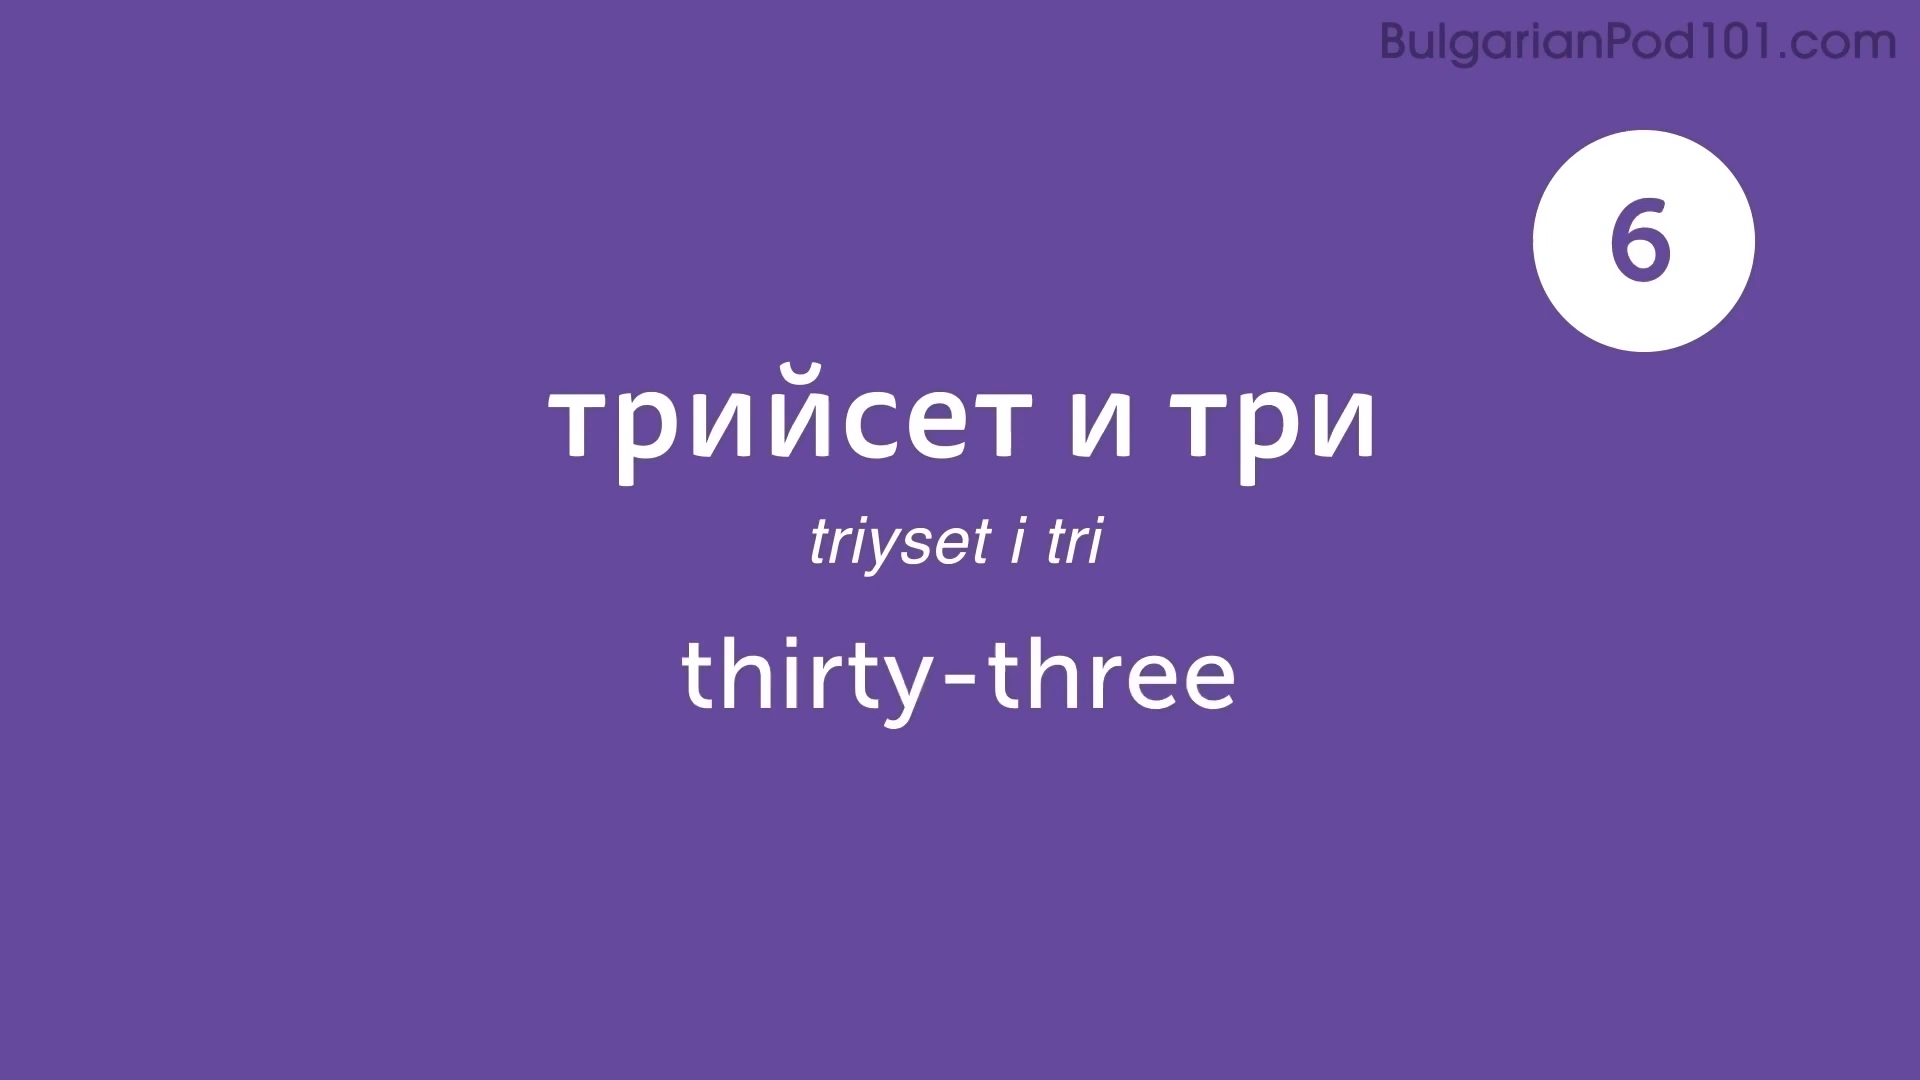 BulgarianPod101.com
6
трийсет и три
triyset i tri
thirty-three